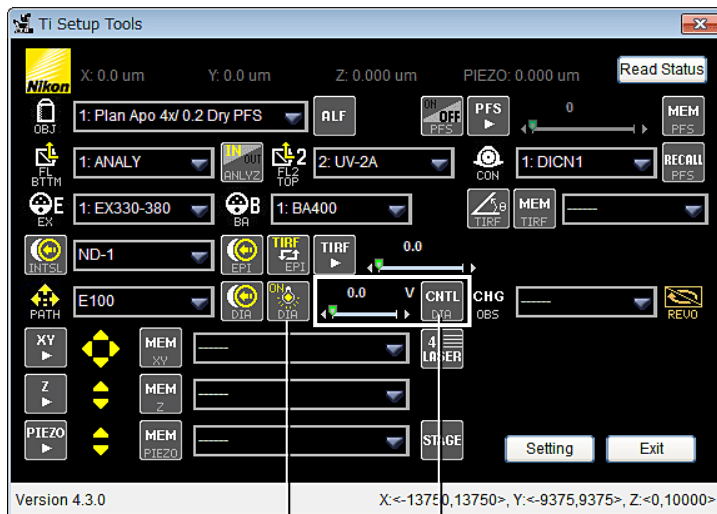 Ti Setup Tools
Nikon X: 0.0 um Y: 0.0 um Z: 0.000 um PIEZO: 0.000 um Read Status
OBJ 1: Plan Apo 4x/ 0.2 Dry PFS ALF ON OFF PFS PFS 0 MEM PFS
FL BTTM 1: ANALY IN OUT ANLYZ 2 FL2 TOP 2: UV-2A CON 1: DICN1 RECALL PFS
E EX 1: EX330-380 B BA 1: BA400 θ TIRF MEM TIRF -----
INTSL ND-1 EPI TIRF EPI TIRF 0.0
PATH E100 DIA ON DIA 0.0 V CNTL DIA CHG OBS ----- REVO
XY MEM XY ----- 4 LASER
Z MEM Z -----
PIEZO MEM PIEZO ----- STAGE Setting Exit
Version 4.3.0 X:<-13750,13750>, Y:<-9375,9375>, Z:<0,10000>